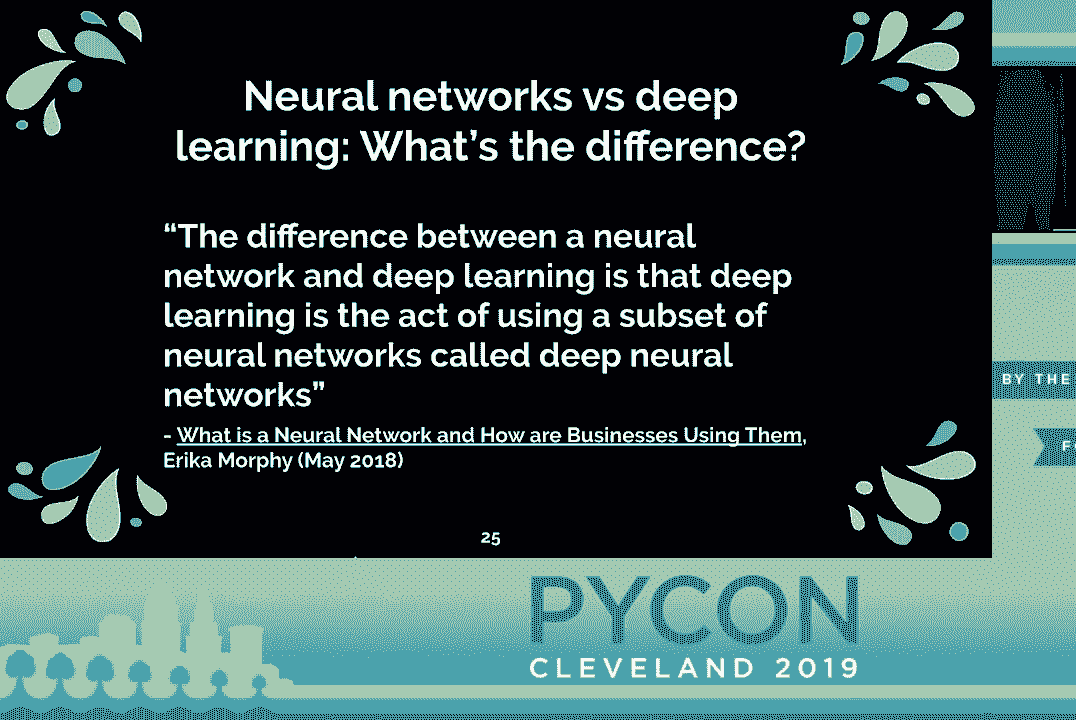 Neural networks vs deep
learning: What's the difference?
“The difference between a neural
network and deep learning is that deep
learning is the act of using a subset of
neural networks called deep neural
networks”
- What is a Neural Network and How are Businesses Using Them,
Erika Morphy (May 2018)
25
BY THE
F
PYCON
CLEVELAND 2019